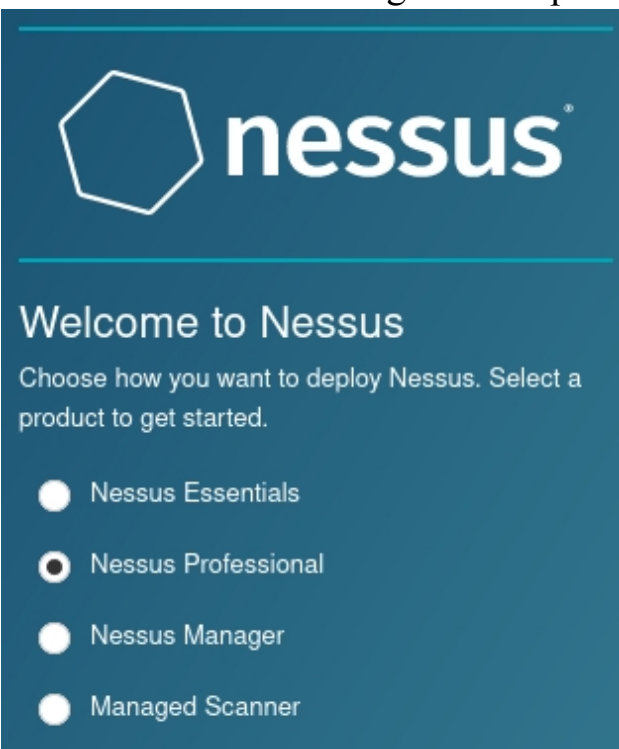 nessus®
Welcome to Nessus
Choose how you want to deploy Nessus. Select a
product to get started.
Nessus Essentials
Nessus Professional
Nessus Manager
Managed Scanner